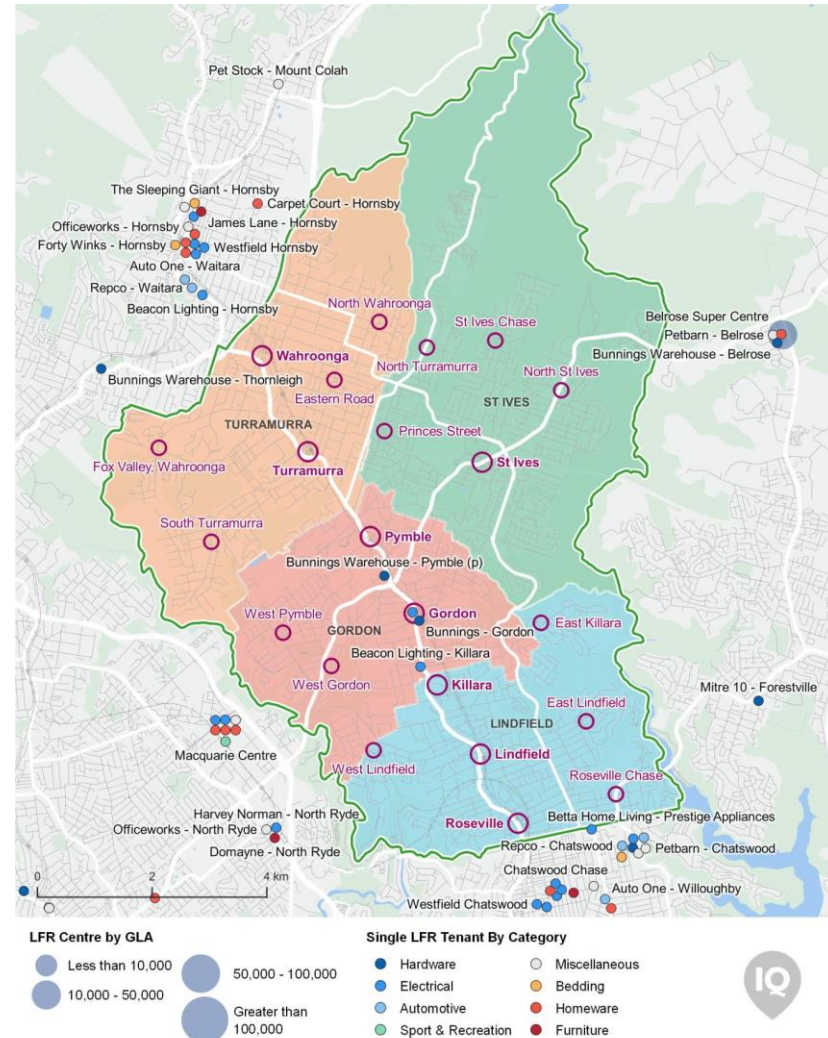 Pet Stock - Mount Colah
The Sleeping Giant - Hornsby
Carpet Court - Hornsby
Officeworks - Hornsby
James Lane - Hornsby
Forty Winks - Hornsby
Westfield Hornsby
Auto One - Waitara
Repco - Waitara
Beacon Lighting - Hornsby
North Wahroonga
St Ives Chase
Belrose Super Centre
Petbarn - Belrose
Bunnings Warehouse - Belrose
Wahroonga
North Turramurra
North St Ives
Bunnings Warehouse - Thornleigh
Eastern Road
ST IVES
TURRAMURRA
Princes Street
Fox Valley, Wahroonga
Turramurra
St Ives
South Turramurra
Pymble
Bunnings Warehouse - Pymble (p)
Gordon
West Pymble
GORDON
Bunnings - Gordon
East Killara
Beacon Lighting - Killara
West Gordon
Killara
Mitre 10 - Forestville
East Lindfield
LINDFIELD
Macquarie Centre
West Lindfield
Lindfield
Roseville Chase
Harvey Norman - North Ryde
Officeworks - North Ryde
Domayne - North Ryde
Roseville
Betta Home Living - Prestige Appliances
Repco - Chatswood
Petbarn - Chatswood
Chatswood Chase
Auto One - Willoughby
Westfield Chatswood
0 2 4 km
LFR Centre by GLA
Less than 10,000
10,000 - 50,000
50,000 - 100,000
Greater than
100,000
Single LFR Tenant By Category
Hardware
Electrical
Automotive
Sport & Recreation
Miscellaneous
Bedding
Homeware
Furniture
IQ